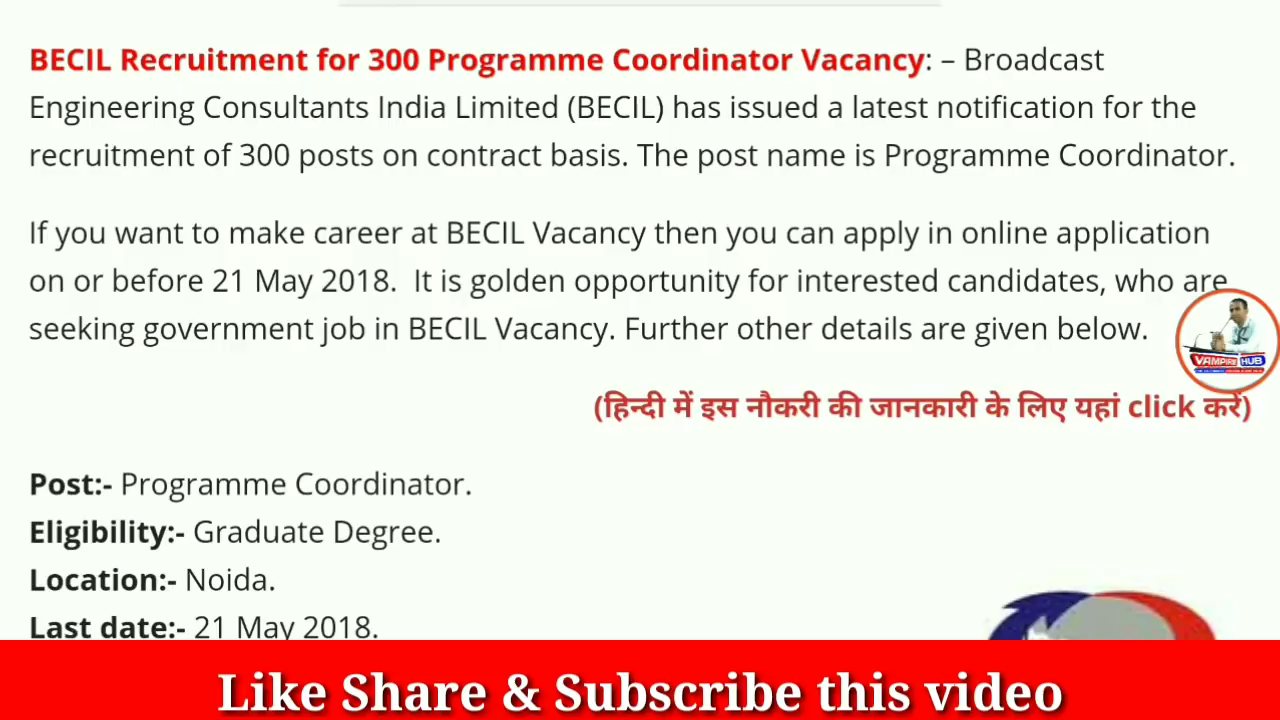 BECIL Recruitment for 300 Programme Coordinator Vacancy: – Broadcast
Engineering Consultants India Limited (BECIL) has issued a latest notification for the
recruitment of 300 posts on contract basis. The post name is Programme Coordinator.
If you want to make career at BECIL Vacancy then you can apply in online application
on or before 21 May 2018. It is golden opportunity for interested candidates, who are
seeking government job in BECIL Vacancy. Further other details are given below.
VAMPIRE HUB
(हिन्दी में इस नौकरी की जानकारी के लिए यहां click करें)
Post:- Programme Coordinator.
Eligibility:- Graduate Degree.
Location:- Noida.
Last date:- 21 May 2018.
Like Share & Subscribe this video